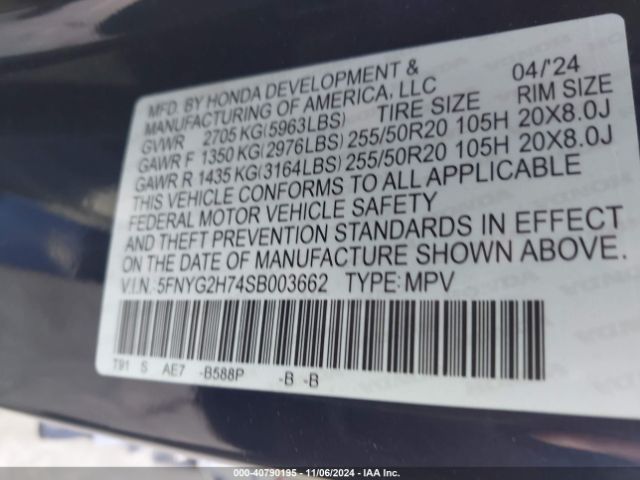 MFD. BY HONDA DEVELOPMENT & 04/'24
MANUFACTURING OF AMERICA, LLC
GVWR 2705 KG(5963LBS) TIRE SIZE RIM SIZE
GAWR F 1350 KG(2976LBS) 255/50R20 105H 20X8.0J
GAWR R 1435 KG(3164LBS) 255/50R20 105H 20X8.0J
THIS VEHICLE CONFORMS TO ALL APPLICABLE
FEDERAL MOTOR VEHICLE SAFETY
AND THEFT PREVENTION STANDARDS IN EFFECT
ON THE DATE OF MANUFACTURE SHOWN ABOVE.
V.I.N. 5FNYG2H74SB003662 TYPE: MPV
T91 S AE7 -B588P -B -B
000-40790195 - 11/06/2024 - IAA Inc.